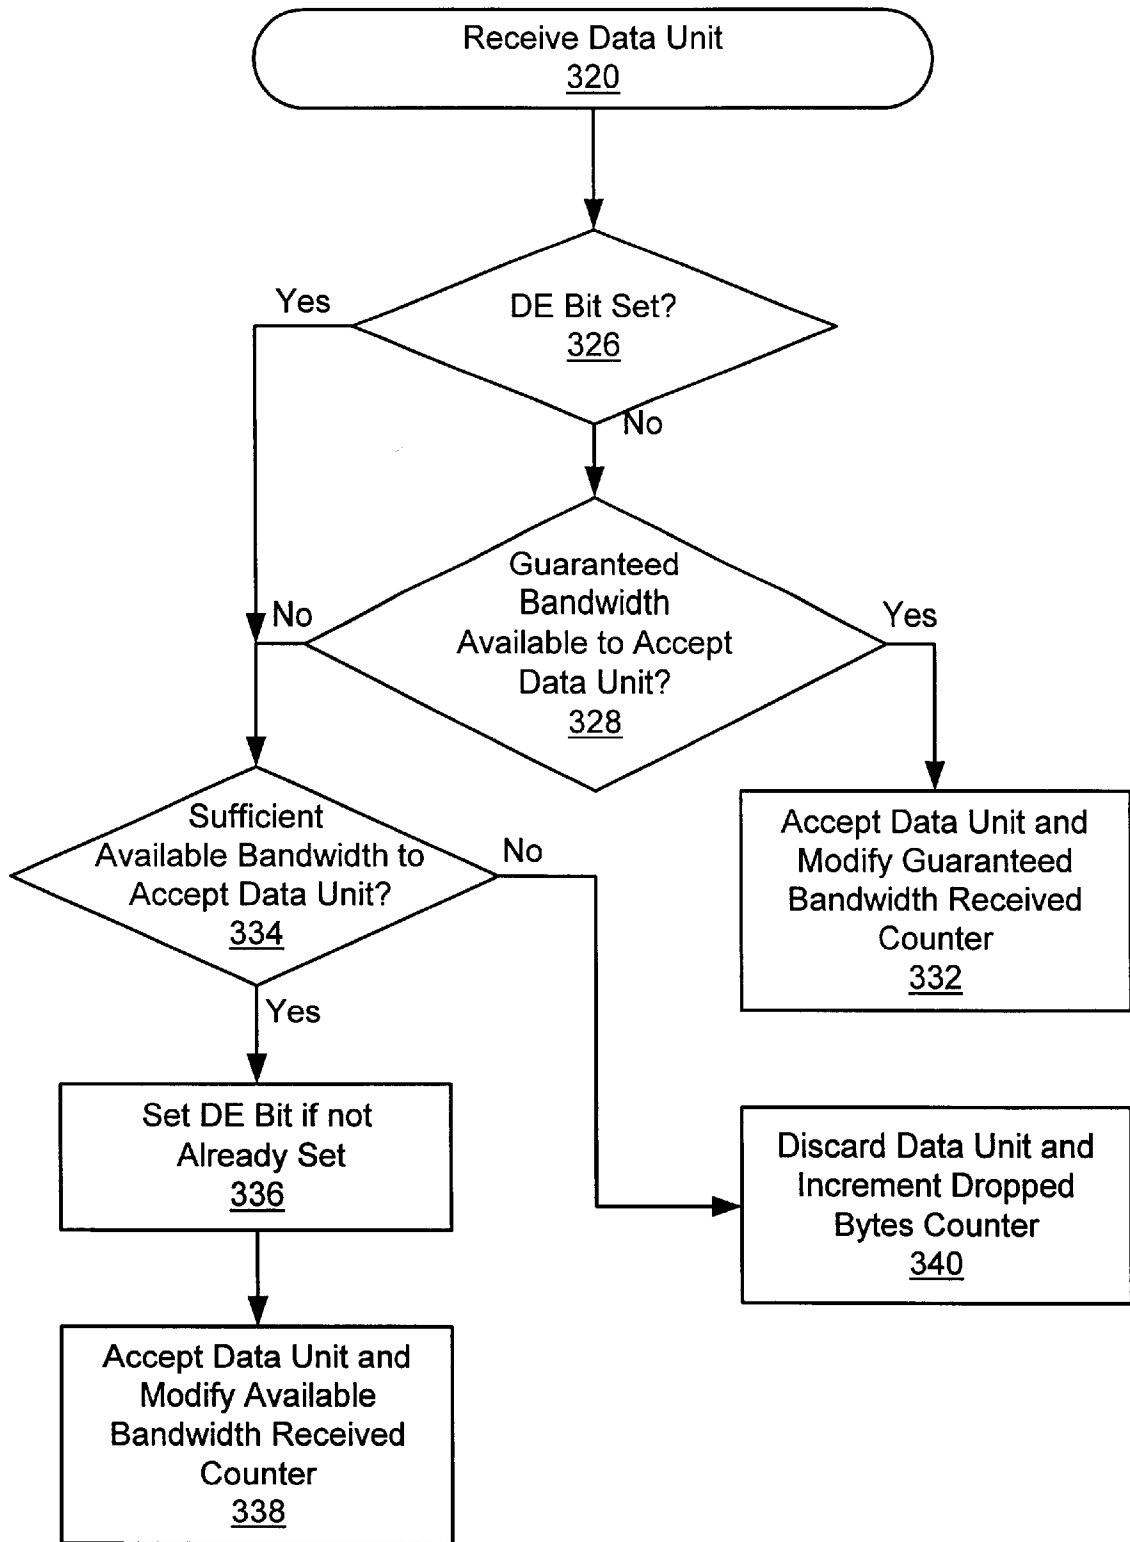 Receive Data Unit
320
Yes
DE Bit Set?
326
No
Guaranteed
Bandwidth
Available to Accept
Data Unit?
328
No
Yes
Sufficient
Available Bandwidth to
Accept Data Unit?
334
No
Accept Data Unit and
Modify Guaranteed
Bandwidth Received
Counter
332
Yes
Set DE Bit if not
Already Set
336
Discard Data Unit and
Increment Dropped
Bytes Counter
340
Accept Data Unit and
Modify Available
Bandwidth Received
Counter
338